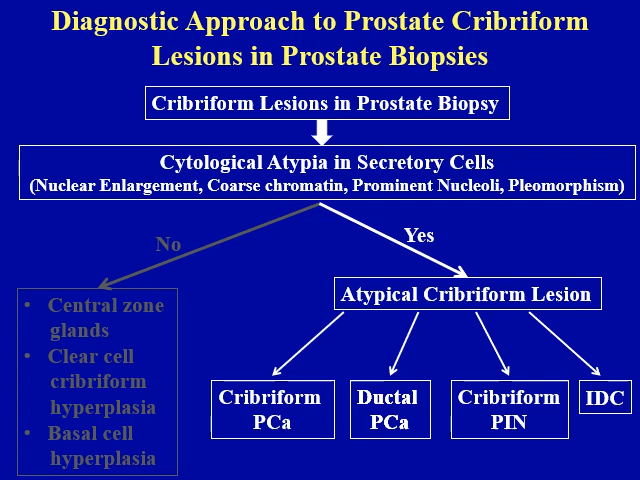 Diagnostic Approach to Prostate Cribriform
Lesions in Prostate Biopsies
Cribriform Lesions in Prostate Biopsy
Cytological Atypia in Secretory Cells
(Nuclear Enlargement, Coarse chromatin, Prominent Nucleoli, Pleomorphism)
No
Yes
• Central zone
glands
• Clear cell
cribriform
hyperplasia
• Basal cell
hyperplasia
Atypical Cribriform Lesion
Cribriform
PCa
Ductal
PCa
Cribriform
PIN
IDC